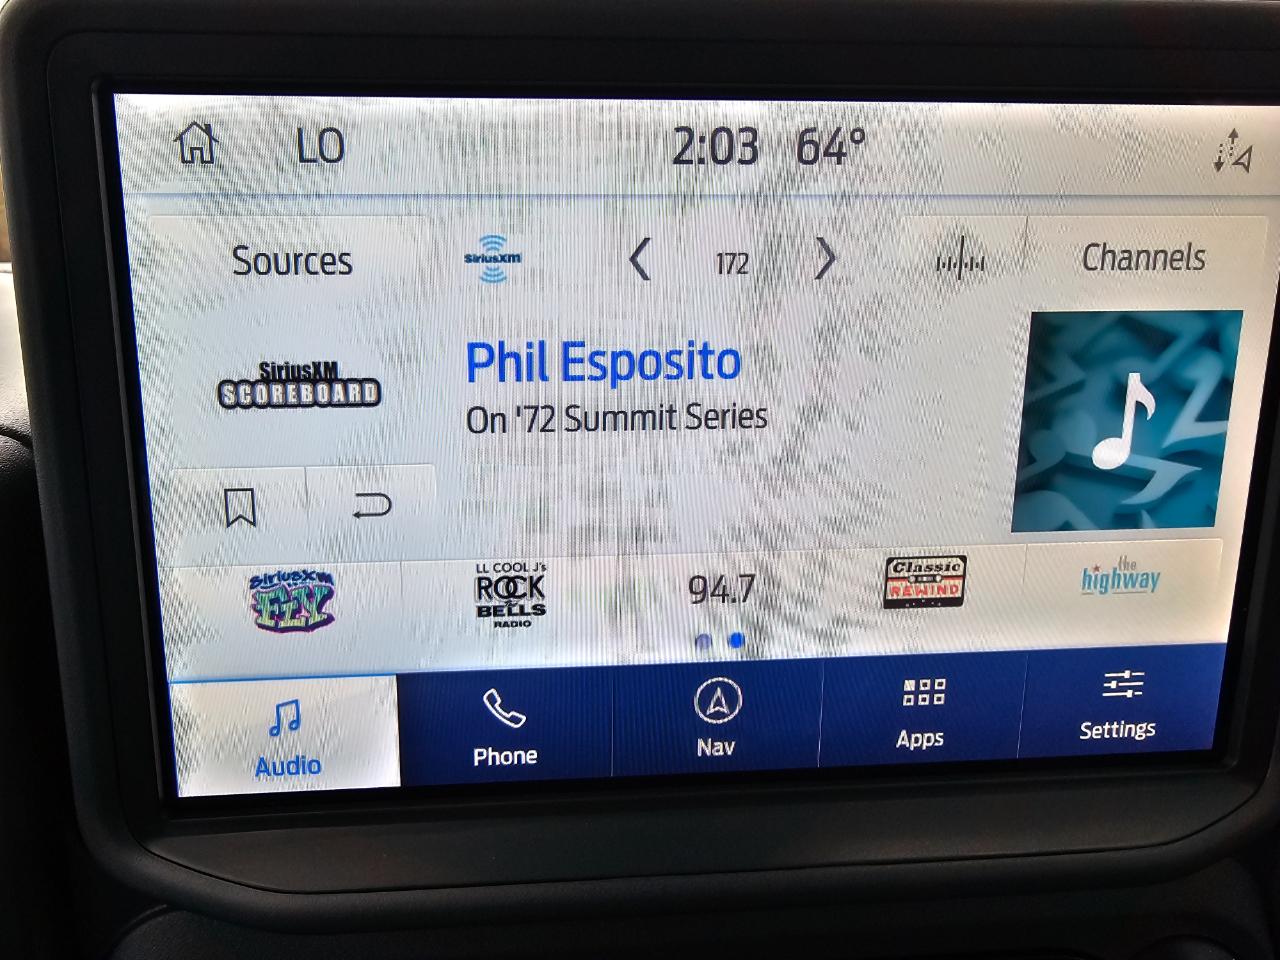 LO
2:03 64°
Sources
SiriusXM
172
Channels
SiriusXM
SCOREBOARD
Phil Esposito
On '72 Summit Series
SiriusXM
FLY
LL COOL J's
ROCK
THE
BELLS
RADIO
94.7
Classic
REWIND
the
highway
Audio
Phone
Nav
Apps
Settings